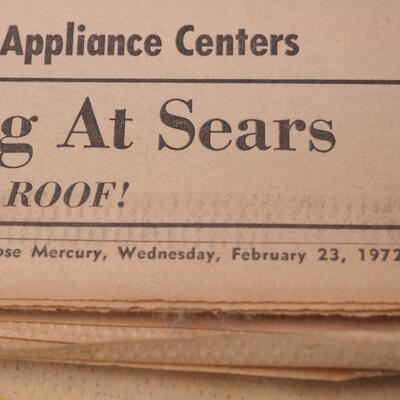 Appliance Centers
g At Sears
ROOF!
ose Mercury, Wednesday, February 23, 1972